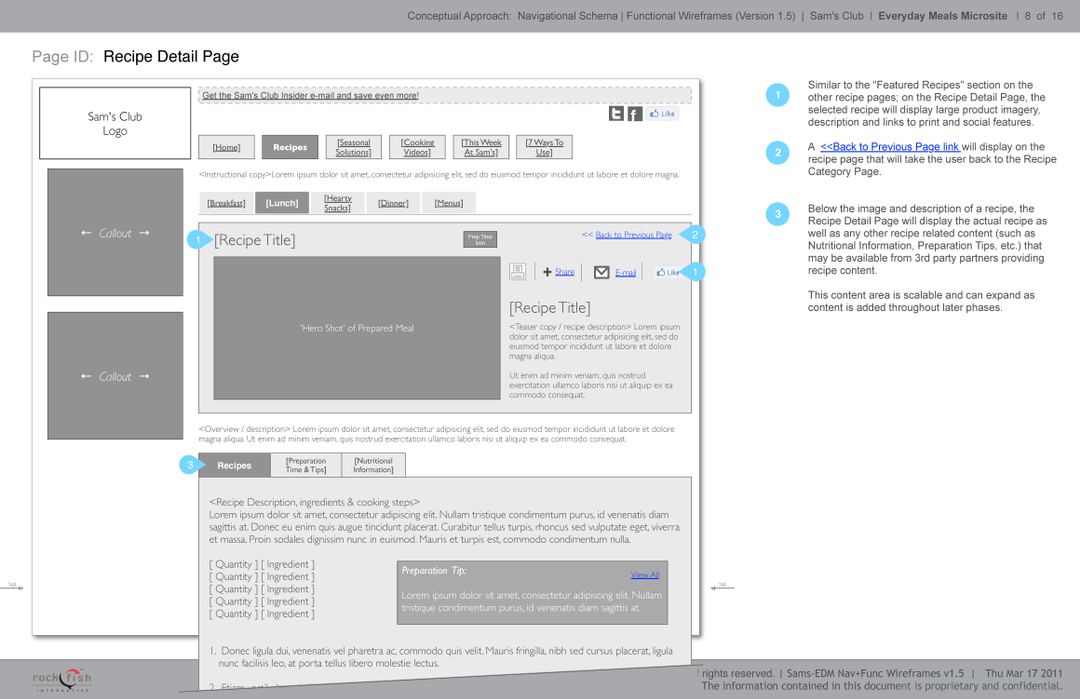 Conceptual Approach: Navigational Schema | Functional Wireframes (Version 1.5) | Sam's Club | Everyday Meals Microsite | 8 of 16
Page ID: Recipe Detail Page
Sam's Club
Logo
Get the Sam's Club Insider e-mail and save even more!
Like
[Home]
Recipes
[Seasonal
Solutions]
[Cooking
Videos]
[This Week
At Sam's]
[7 Ways To
Use]
<Instructional copy>Lorem ipsum dolor sit amet, consectetur adipisicing elit, sed do eiusmod tempor incididunt ut labore et dolore magna.
[Breakfast]
[Lunch]
[Hearty
Snacks]
[Dinner]
[Menus]
← Callout →
← Callout →
1
[Recipe Title]
Prep Time
Icon
<< Back to Previous Page
2
'Hero Shot' of Prepared Meal
Share
E-mail
Like
1
[Recipe Title]
<Teaser copy / recipe description> Lorem ipsum
dolor sit amet, consectetur adipisicing elit, sed do
eiusmod tempor incididunt ut labore et dolore
magna aliqua.
Ut enim ad minim veniam, quis nostrud
exercitation ullamco laboris nisi ut aliquip ex ea
commodo consequat.
<Overview / description> Lorem ipsum dolor sit amet, consectetur adipisicing elit, sed do eiusmod tempor incididunt ut labore et dolore
magna aliqua. Ut enim ad minim veniam, quis nostrud exercitation ullamco laboris nisi ut aliquip ex ea commodo consequat.
3
Recipes
[Preparation
Time & Tips]
[Nutritional
Information]
<Recipe Description, ingredients & cooking steps>
Lorem ipsum dolor sit amet, consectetur adipiscing elit. Nullam tristique condimentum purus, id venenatis diam
sagittis at. Donec eu enim quis augue tincidunt placerat. Curabitur tellus turpis, rhoncus sed vulputate eget, viverra
et massa. Proin sodales dignissim nunc in euismod. Mauris et turpis est, commodo condimentum nulla.
[ Quantity ] [ Ingredient ]
[ Quantity ] [ Ingredient ]
[ Quantity ] [ Ingredient ]
[ Quantity ] [ Ingredient ]
[ Quantity ] [ Ingredient ]
Preparation Tip:
View All
Lorem ipsum dolor sit amet, consectetur adipiscing elit. Nullam
tristique condimentum purus, id venenatis diam sagittis at.
1. Donec ligula dui, venenatis vel pharetra ac, commodo quis velit. Mauris fringilla, nibh sed cursus placerat, ligula
nunc facilisis leo, at porta tellus libero molestie lectus.
768
768
1
Similar to the "Featured Recipes" section on the
other recipe pages; on the Recipe Detail Page, the
selected recipe will display large product imagery,
description and links to print and social features.
2
A <<Back to Previous Page link will display on the
recipe page that will take the user back to the Recipe
Category Page.
3
Below the image and description of a recipe, the
Recipe Detail Page will display the actual recipe as
well as any other recipe related content (such as
Nutritional Information, Preparation Tips, etc.) that
may be available from 3rd party partners providing
recipe content.
This content area is scalable and can expand as
content is added throughout later phases.
rockfish
INTERACTIVE
rights reserved. | Sams-EDM Nav+Func Wireframes v1.5 | Thu Mar 17 2011
The information contained in this document is proprietary and confidential.